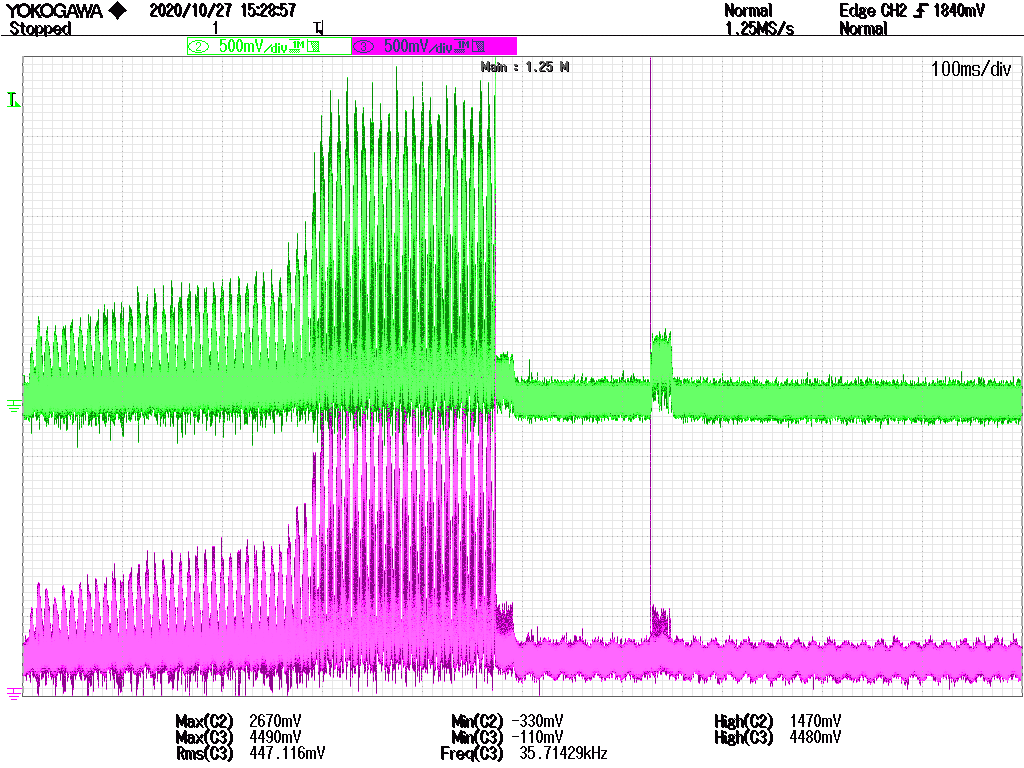 YOKOGAWA ◆ 2020/10/27 15:28:57 Normal Edge CH2 1840mV
Stopped 1 1.25MS/s Normal
2 500mV/div 3 500mV/div
Main : 1.25 M
100ms/div
Max(C2) 2670mV Min(C2) -330mV High(C2) 1470mV
Max(C3) 4490mV Min(C3) -110mV High(C3) 4480mV
Rms(C3) 447.116mV Freq(C3) 35.71429kHz